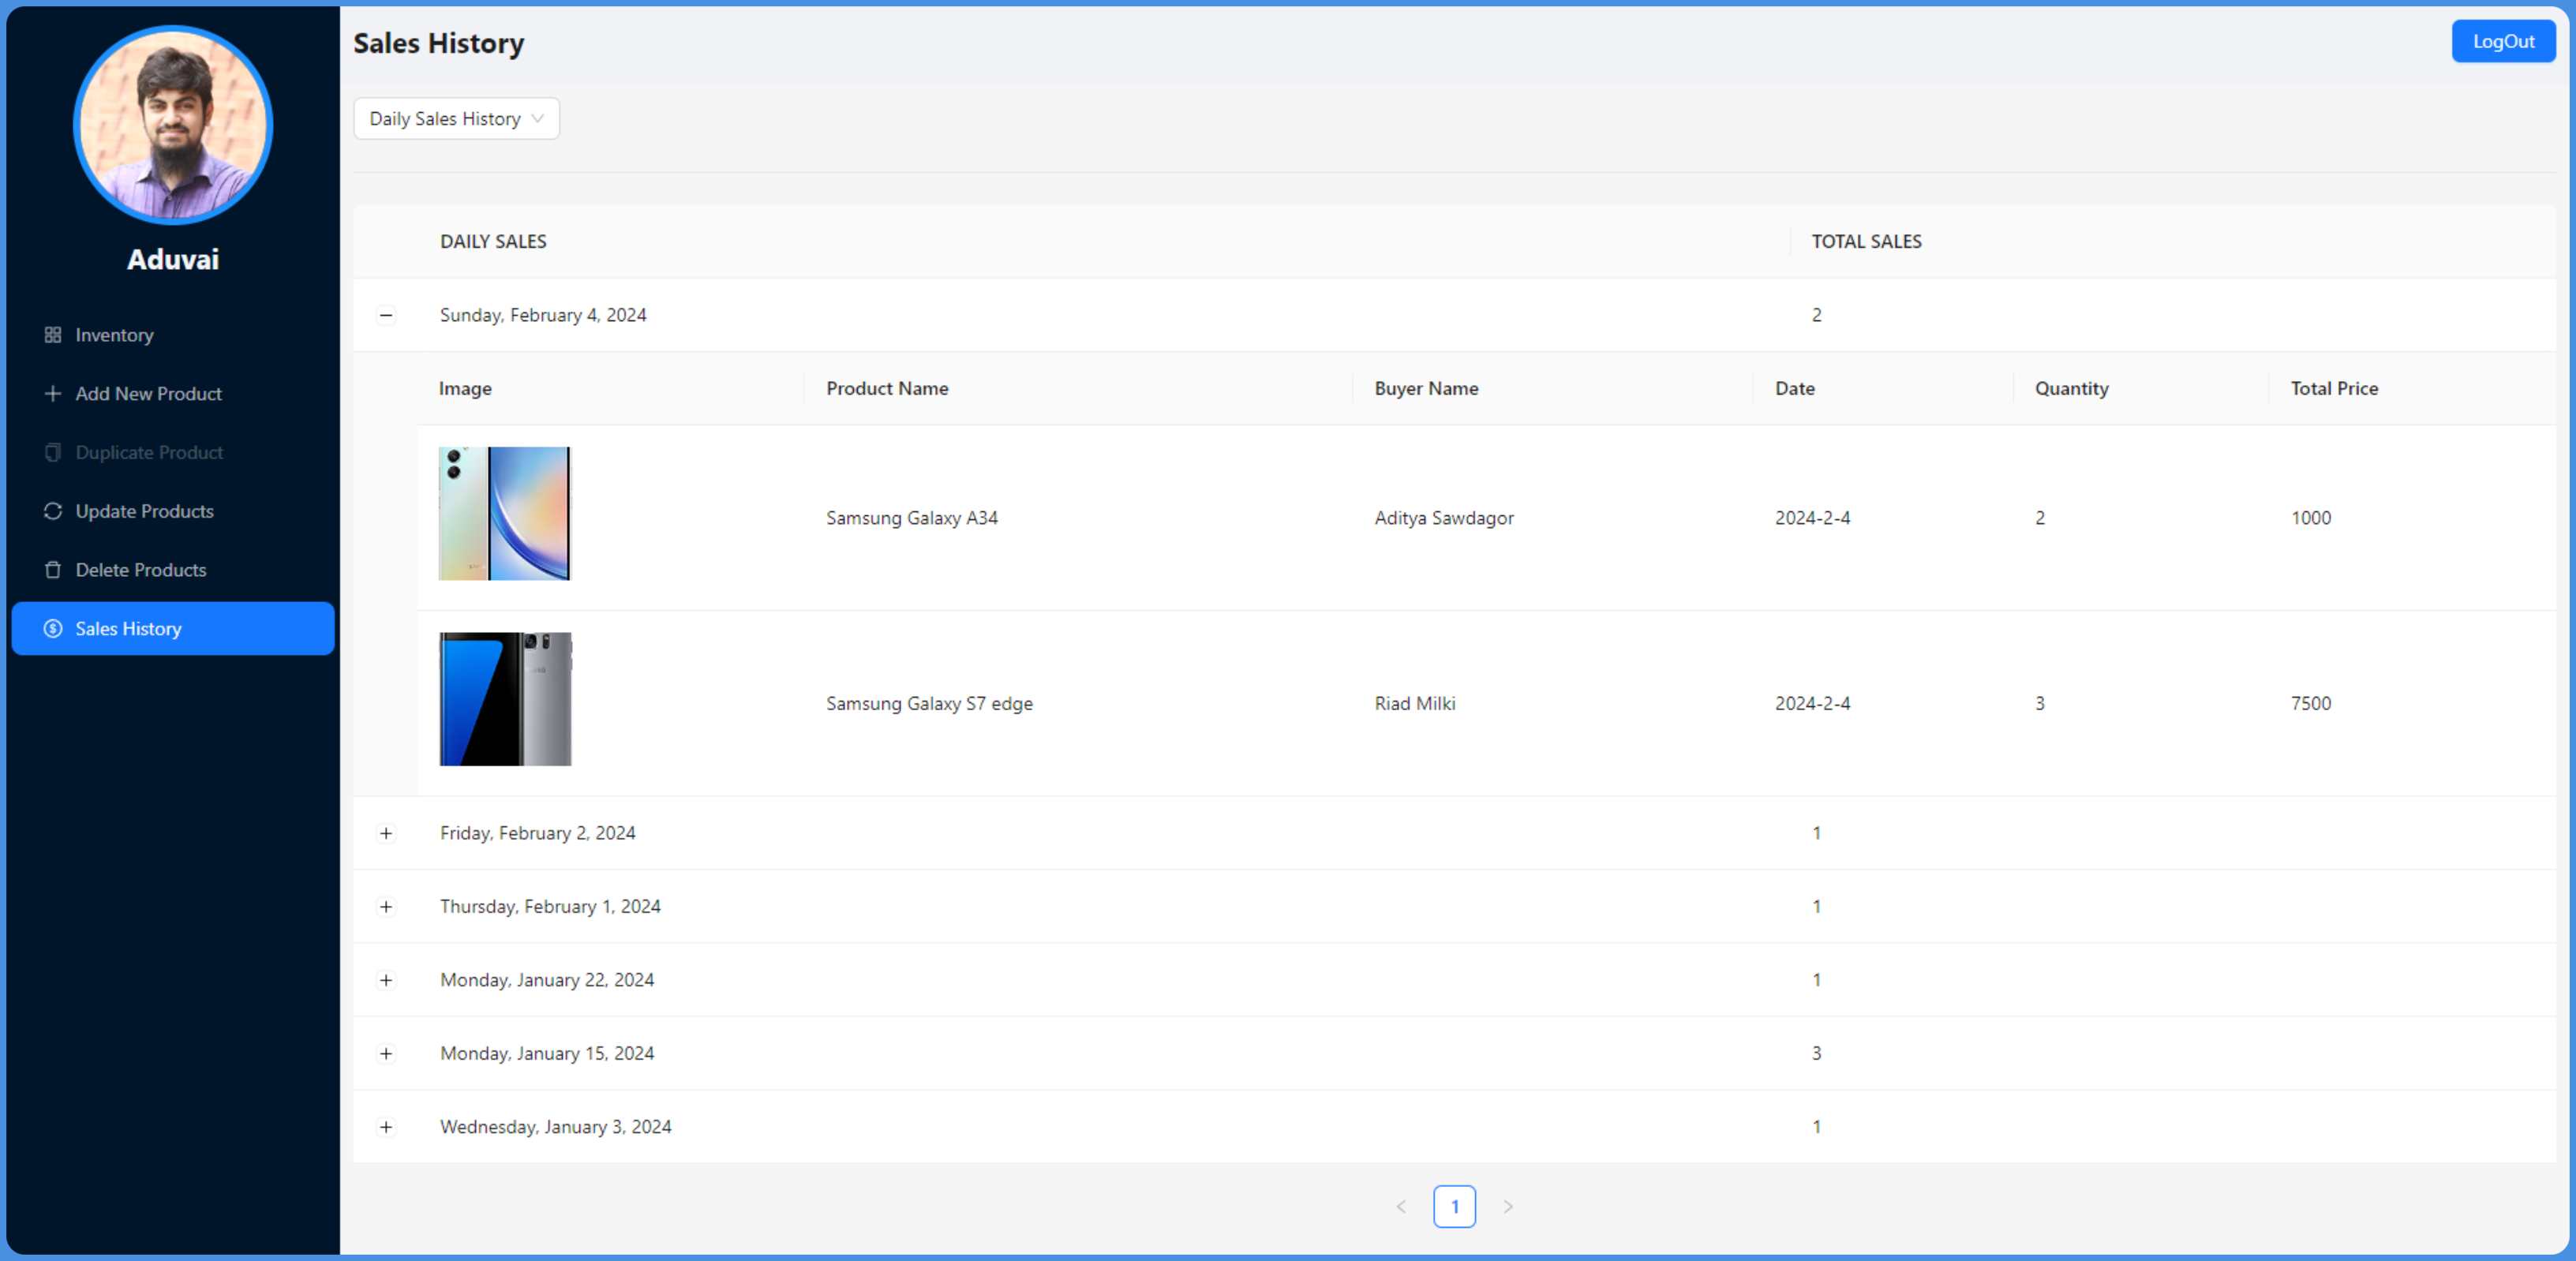 Sales History
LogOut
Aduvai
Inventory
Add New Product
Duplicate Product
Update Products
Delete Products
Sales History
Daily Sales History
DAILY SALES TOTAL SALES
Sunday, February 4, 2024 2
Image Product Name Buyer Name Date Quantity Total Price
Samsung Galaxy A34 Aditya Sawdagor 2024-2-4 2 1000
Samsung Galaxy S7 edge Riad Milki 2024-2-4 3 7500
Friday, February 2, 2024 1
Thursday, February 1, 2024 1
Monday, January 22, 2024 1
Monday, January 15, 2024 3
Wednesday, January 3, 2024 1
< 1 >